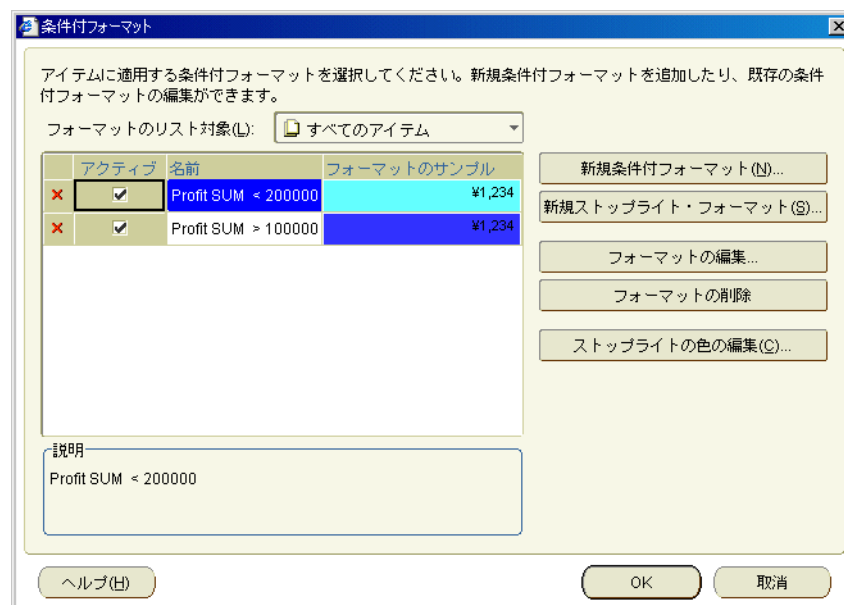 条件付フォーマット
アイテムに適用する条件付フォーマットを選択してください。新規条件付フォーマットを追加したり、既存の条件
付フォーマットの編集ができます。
フォーマットのリスト対象(L): すべてのアイテム
アクティブ 名前 フォーマットのサンプル
Profit SUM < 200000 ¥1,234
Profit SUM > 100000 ¥1,234
新規条件付フォーマット(N)...
新規ストップライト・フォーマット(S)...
フォーマットの編集...
フォーマットの削除
ストップライトの色の編集(C)...
説明
Profit SUM < 200000
ヘルプ(H) OK 取消